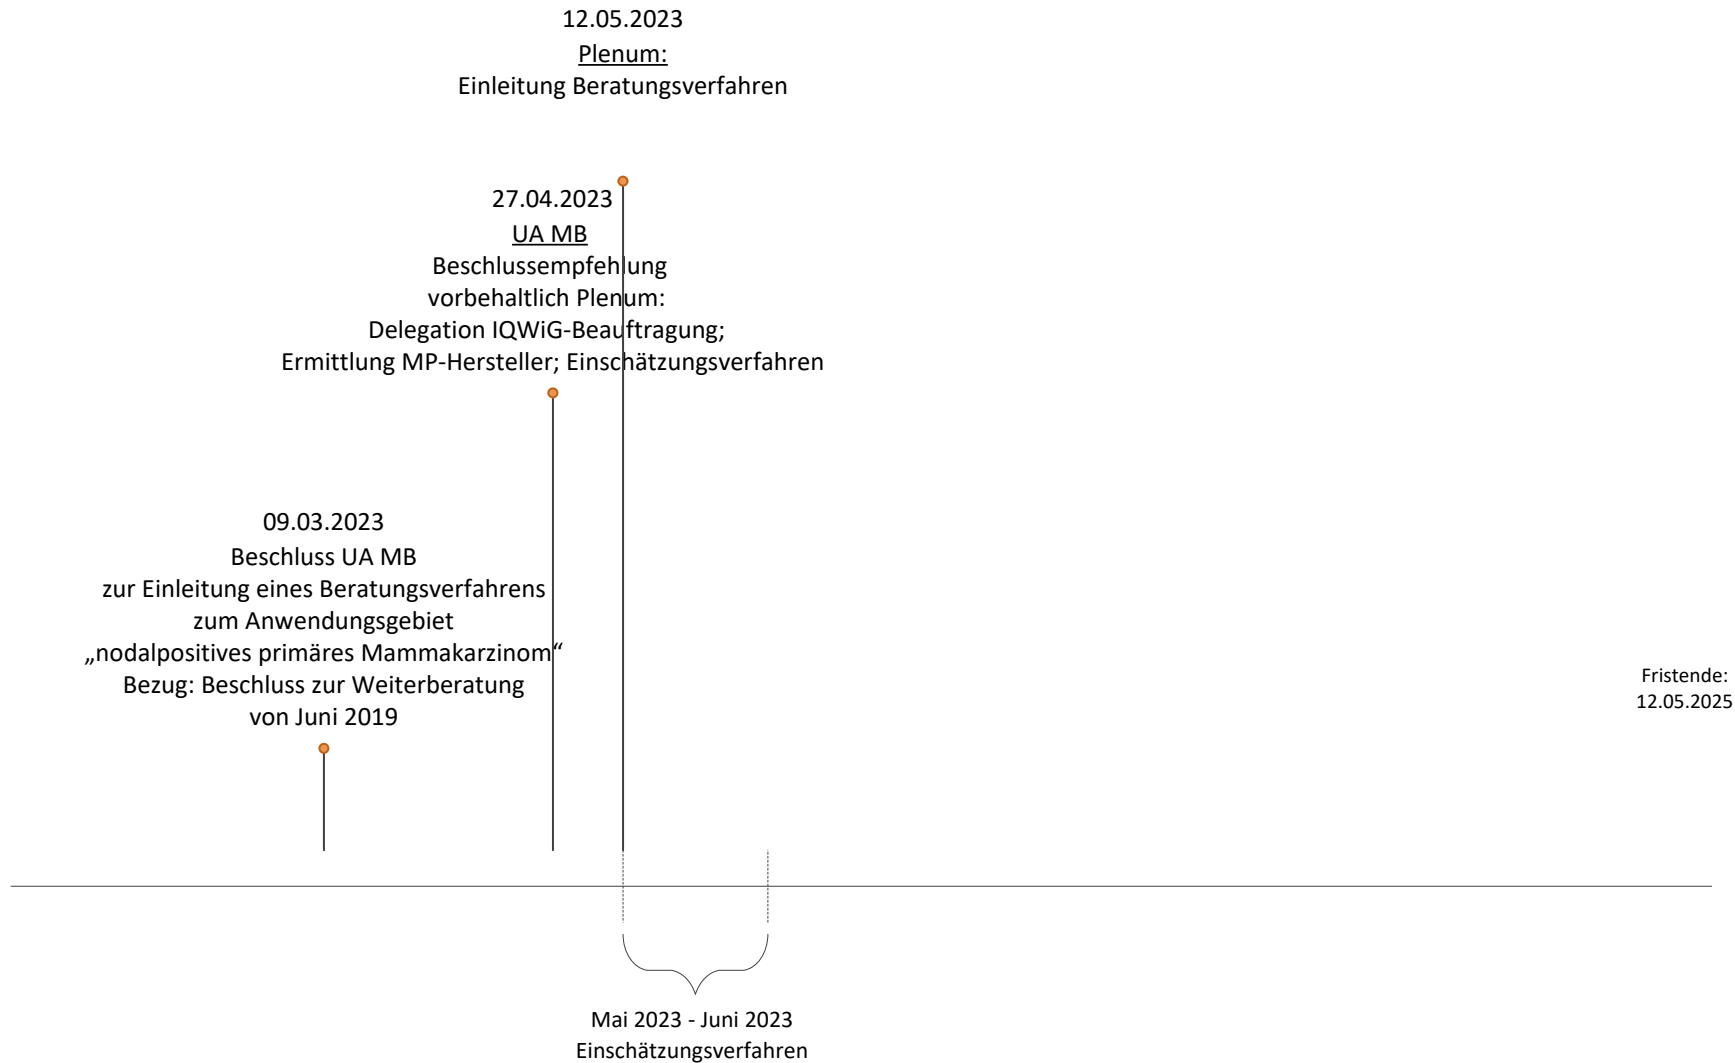 12.05.2023
Plenum:
Einleitung Beratungsverfahren
27.04.2023
UA MB
Beschlussempfehlung
vorbehaltlich Plenum:
Delegation IQWiG-Beauftragung;
Ermittlung MP-Hersteller; Einschätzungsverfahren
09.03.2023
Beschluss UA MB
zur Einleitung eines Beratungsverfahrens
zum Anwendungsgebiet
„nodalpositives primäres Mammakarzinom“
Bezug: Beschluss zur Weiterberatung
von Juni 2019
Fristende:
12.05.2025
Mai 2023 - Juni 2023
Einschätzungsverfahren